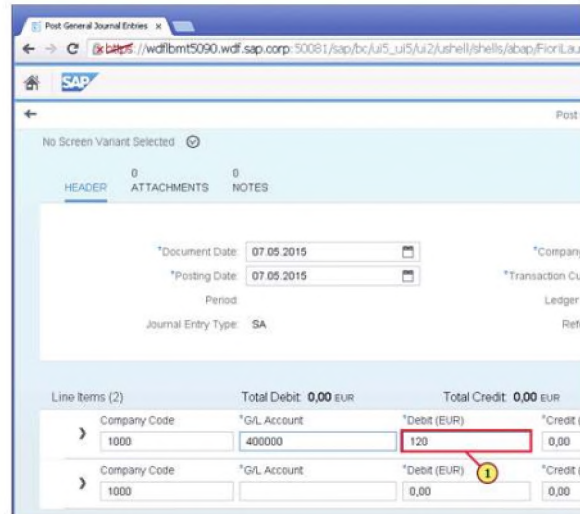 Post General Journal Entries ×
https://wdflbmt5090.wdf.sap.corp:50081/sap/bc/ui5_ui5/ui2/ushell/shells/abap/FioriLau
SAP
Post
No Screen Variant Selected
0 0
HEADER ATTACHMENTS NOTES
*Document Date: 07.05.2015 *Company
*Posting Date: 07.05.2015 *Transaction Cu
Period Ledger
Journal Entry Type: SA Ref
Line Items (2) Total Debit: 0,00 EUR Total Credit: 0,00 EUR
Company Code *G/L Account *Debit (EUR) *Credit (
1000 400000 120 0,00
1
Company Code *G/L Account *Debit (EUR) *Credit (
1000 0,00 0,00